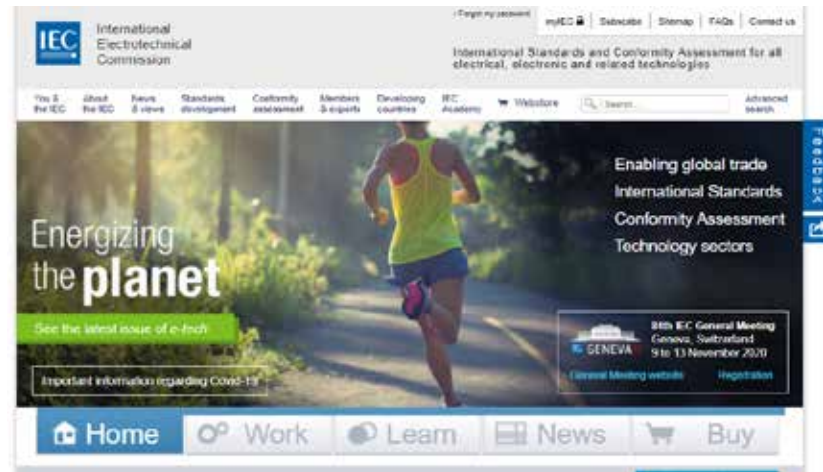 › Forgot my password
myIEC
Subscribe
Sitemap
FAQs
Contact us
IEC
International
Electrotechnical
Commission
International Standards and Conformity Assessment for all
electrical, electronic and related technologies
You &
the IEC
About
the IEC
News
& views
Standards
development
Conformity
assessment
Members
& experts
Developing
countries
IEC
Academy
Webstore
Search
Advanced
search
Feedback
Enabling global trade
International Standards
Conformity Assessment
Technology sectors
Energizing
the planet
See the latest issue of e-tech
Important information regarding Covid-19
GENEVA
84th IEC General Meeting
Geneva, Switzerland
9 to 13 November 2020
General Meeting website
Registration
Home
Work
Learn
News
Buy